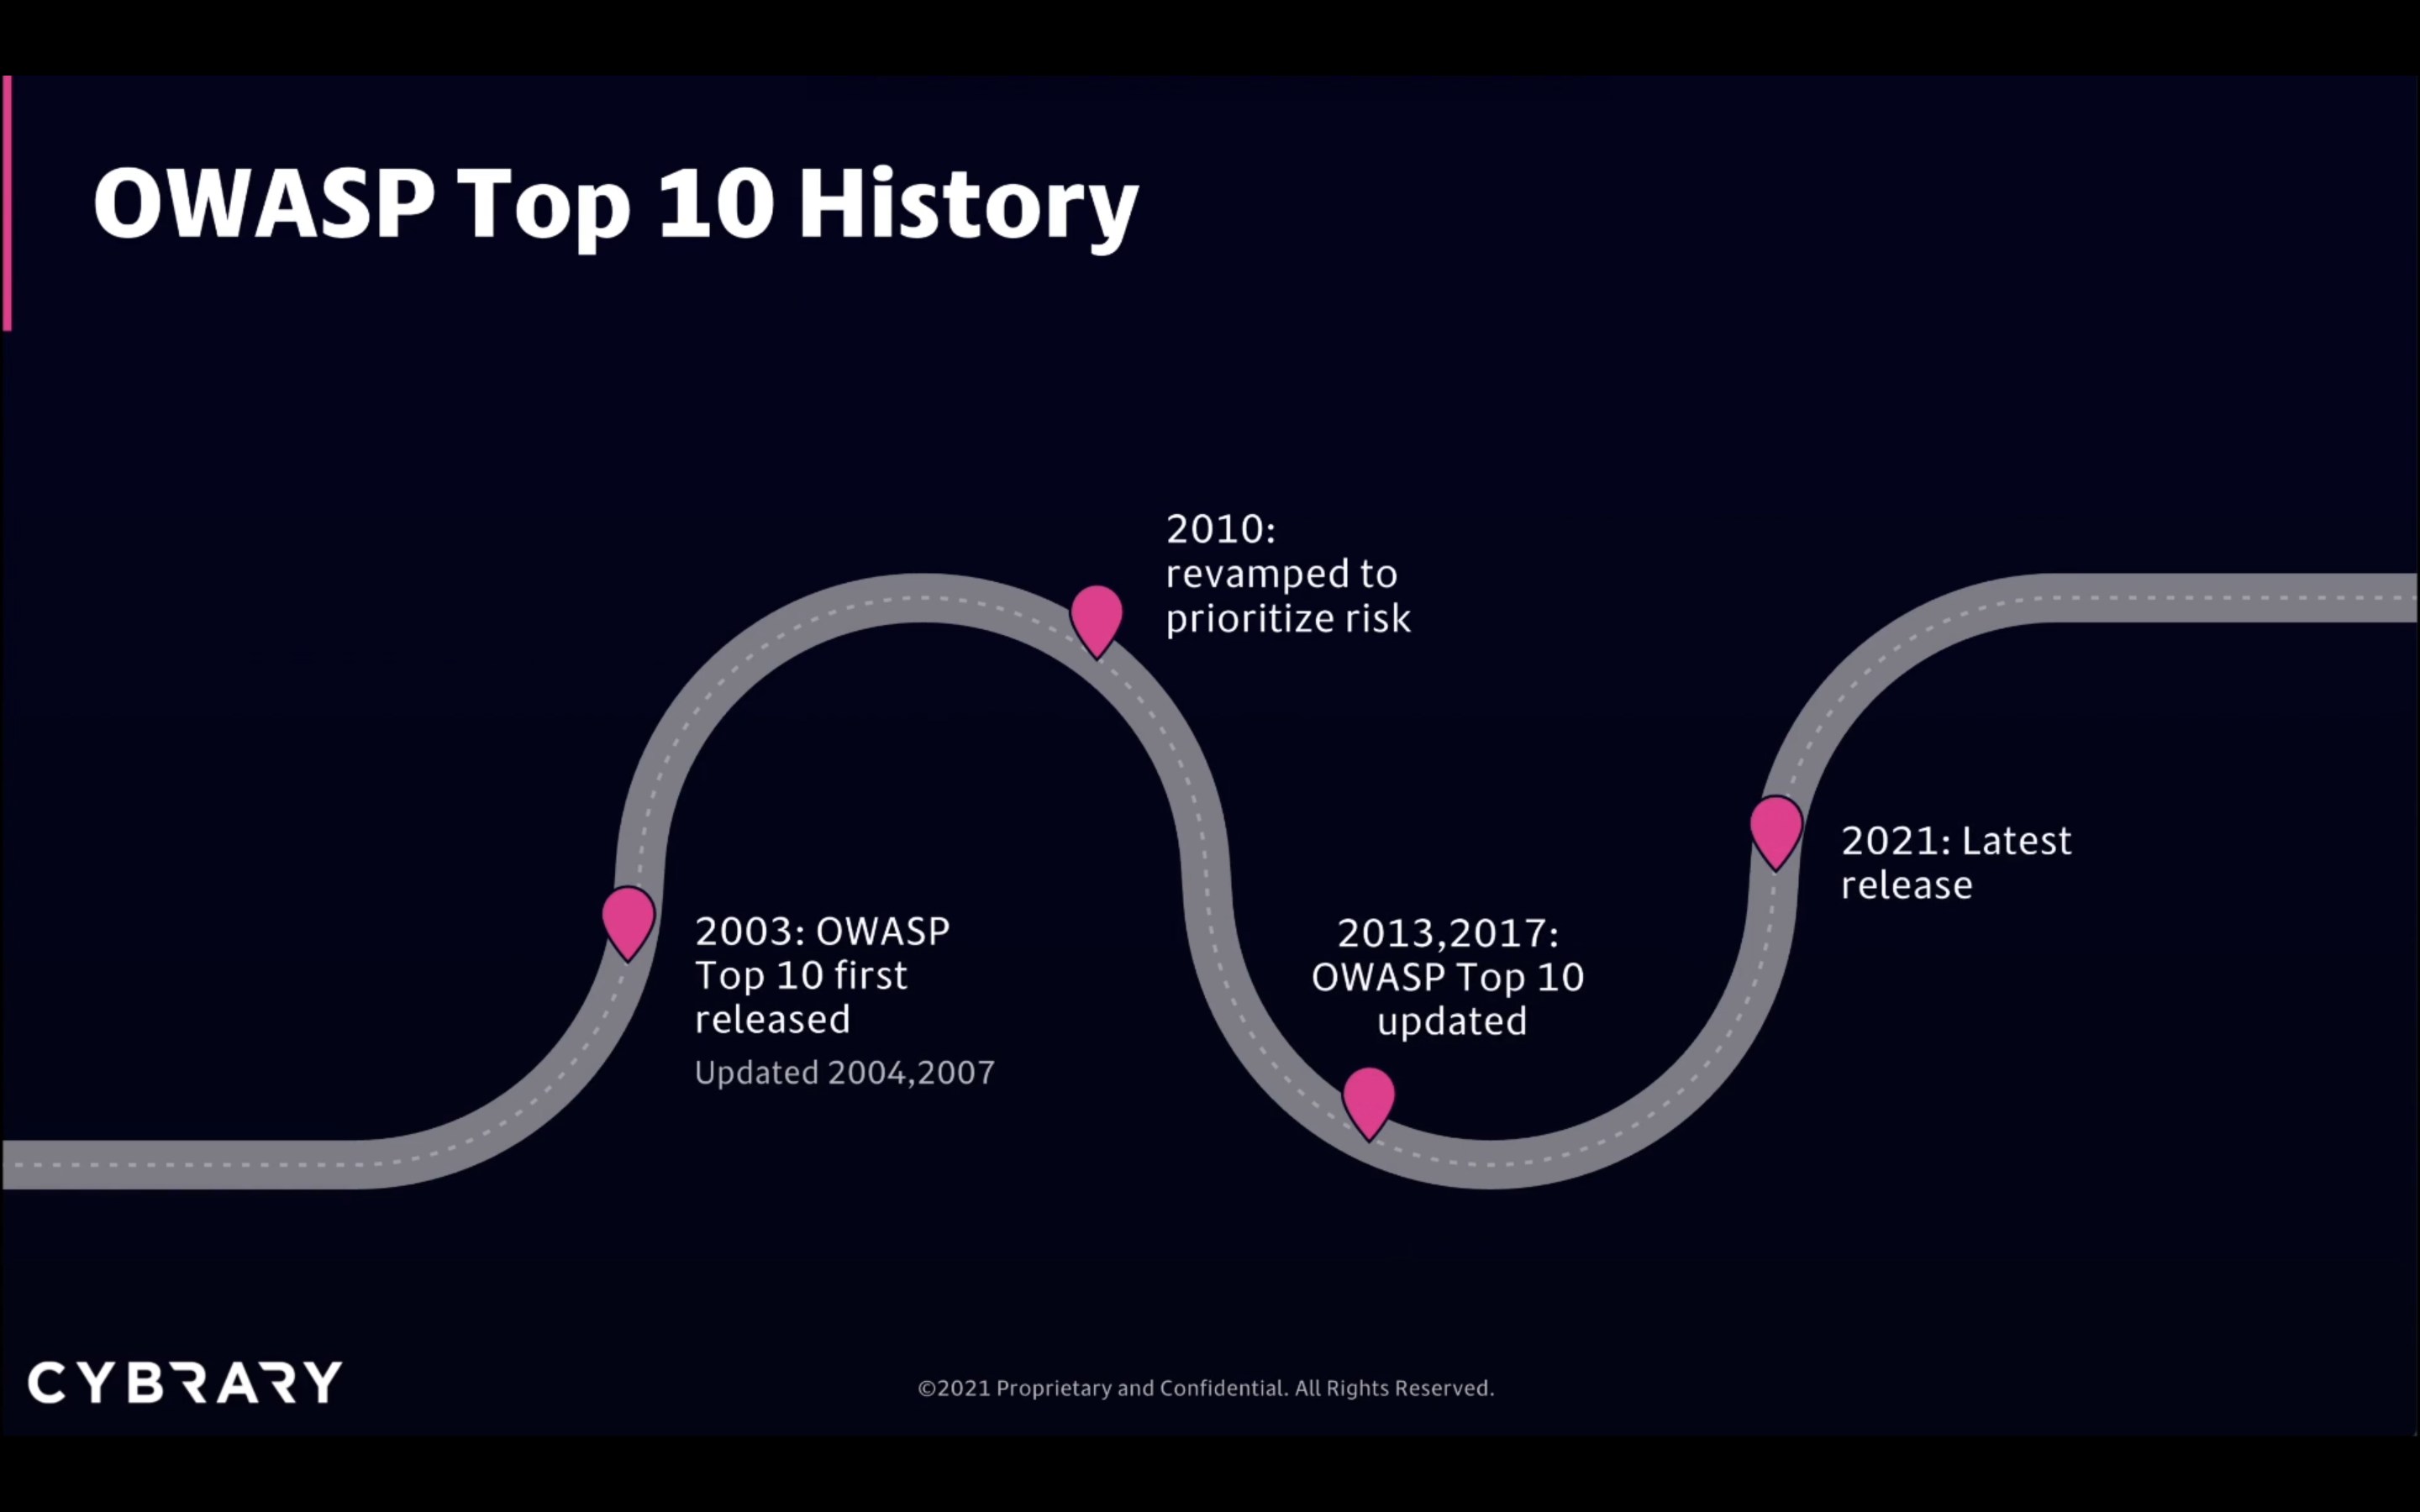 OWASP Top 10 History
2010:
revamped to
prioritize risk
2021: Latest
release
2003: OWASP
Top 10 first
released
Updated 2004,2007
2013,2017:
OWASP Top 10
updated
CYBRARY
©2021 Proprietary and Confidential. All Rights Reserved.